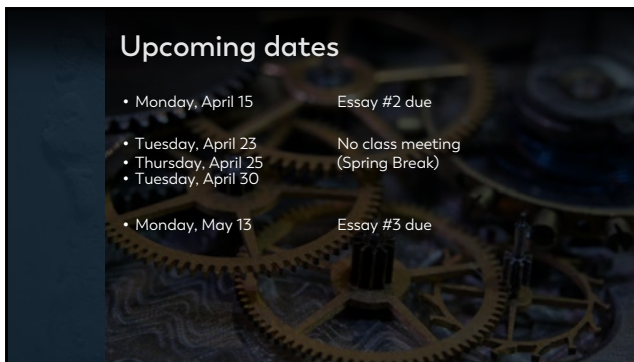 Upcoming dates
• Monday, April 15 Essay #2 due
• Tuesday, April 23 No class meeting
• Thursday, April 25 (Spring Break)
• Tuesday, April 30
• Monday, May 13 Essay #3 due